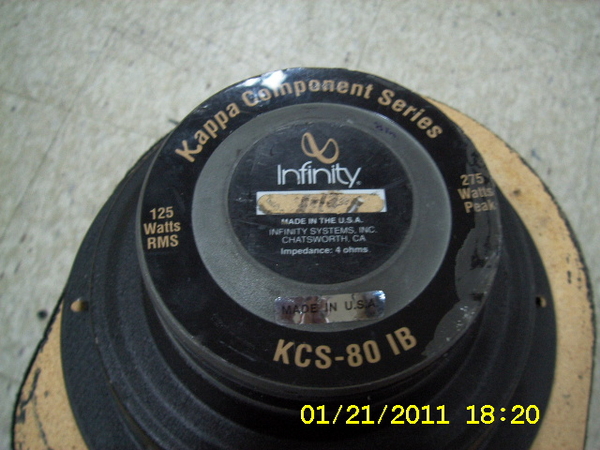 Kappa Component Series
Infinity.
MADE IN THE U.S.A.
INFINITY SYSTEMS, INC.
CHATSWORTH, CA
Impedance: 4 ohms
125
Watts
RMS
275
Watts
Peak
MADE IN U.S.A.
KCS-80 IB
01/21/2011 18:20